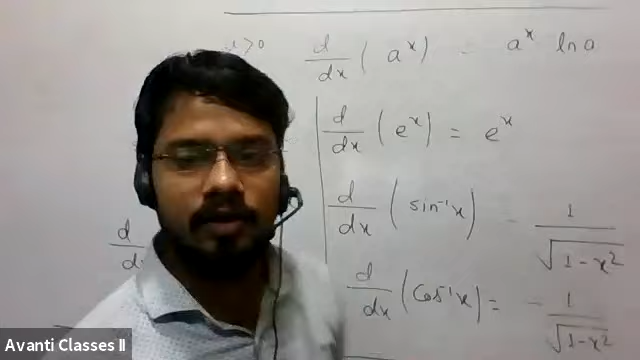 a > 0 d/dx ( a^x ) - a^x ln a
d/dx ( e^x ) = e^x
d/dx ( sin⁻¹x ) - 1/√(1-x²)
d/dx ( cos⁻¹x ) = - 1/√(1-x²)
d/d
Avanti Classes II